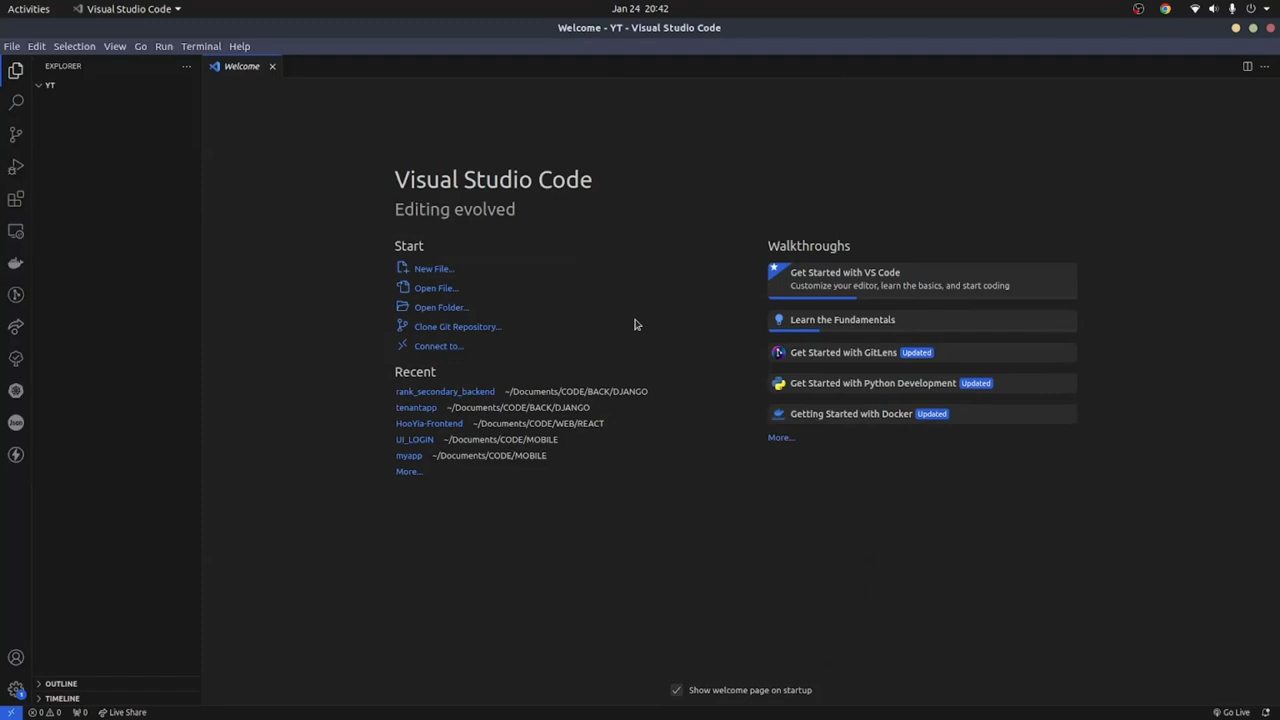 Activities
Visual Studio Code
Jan 24 20:42
Welcome - YT - Visual Studio Code
File Edit Selection View Go Run Terminal Help
EXPLORER
YT
Welcome
Visual Studio Code
Editing evolved
Start
New File...
Open File...
Open Folder...
Clone Git Repository...
Connect to...
Recent
rank_secondary_backend ~/Documents/CODE/BACK/DJANGO
tenantapp ~/Documents/CODE/BACK/DJANGO
HooYia-Frontend ~/Documents/CODE/WEB/REACT
UI_LOGIN ~/Documents/CODE/MOBILE
myapp ~/Documents/CODE/MOBILE
More...
Walkthroughs
Get Started with VS Code
Customize your editor, learn the basics, and start coding
Learn the Fundamentals
Get Started with GitLens Updated
Get Started with Python Development Updated
Getting Started with Docker Updated
More...
Show welcome page on startup
OUTLINE
TIMELINE
0 0 0 Live Share
Go Live